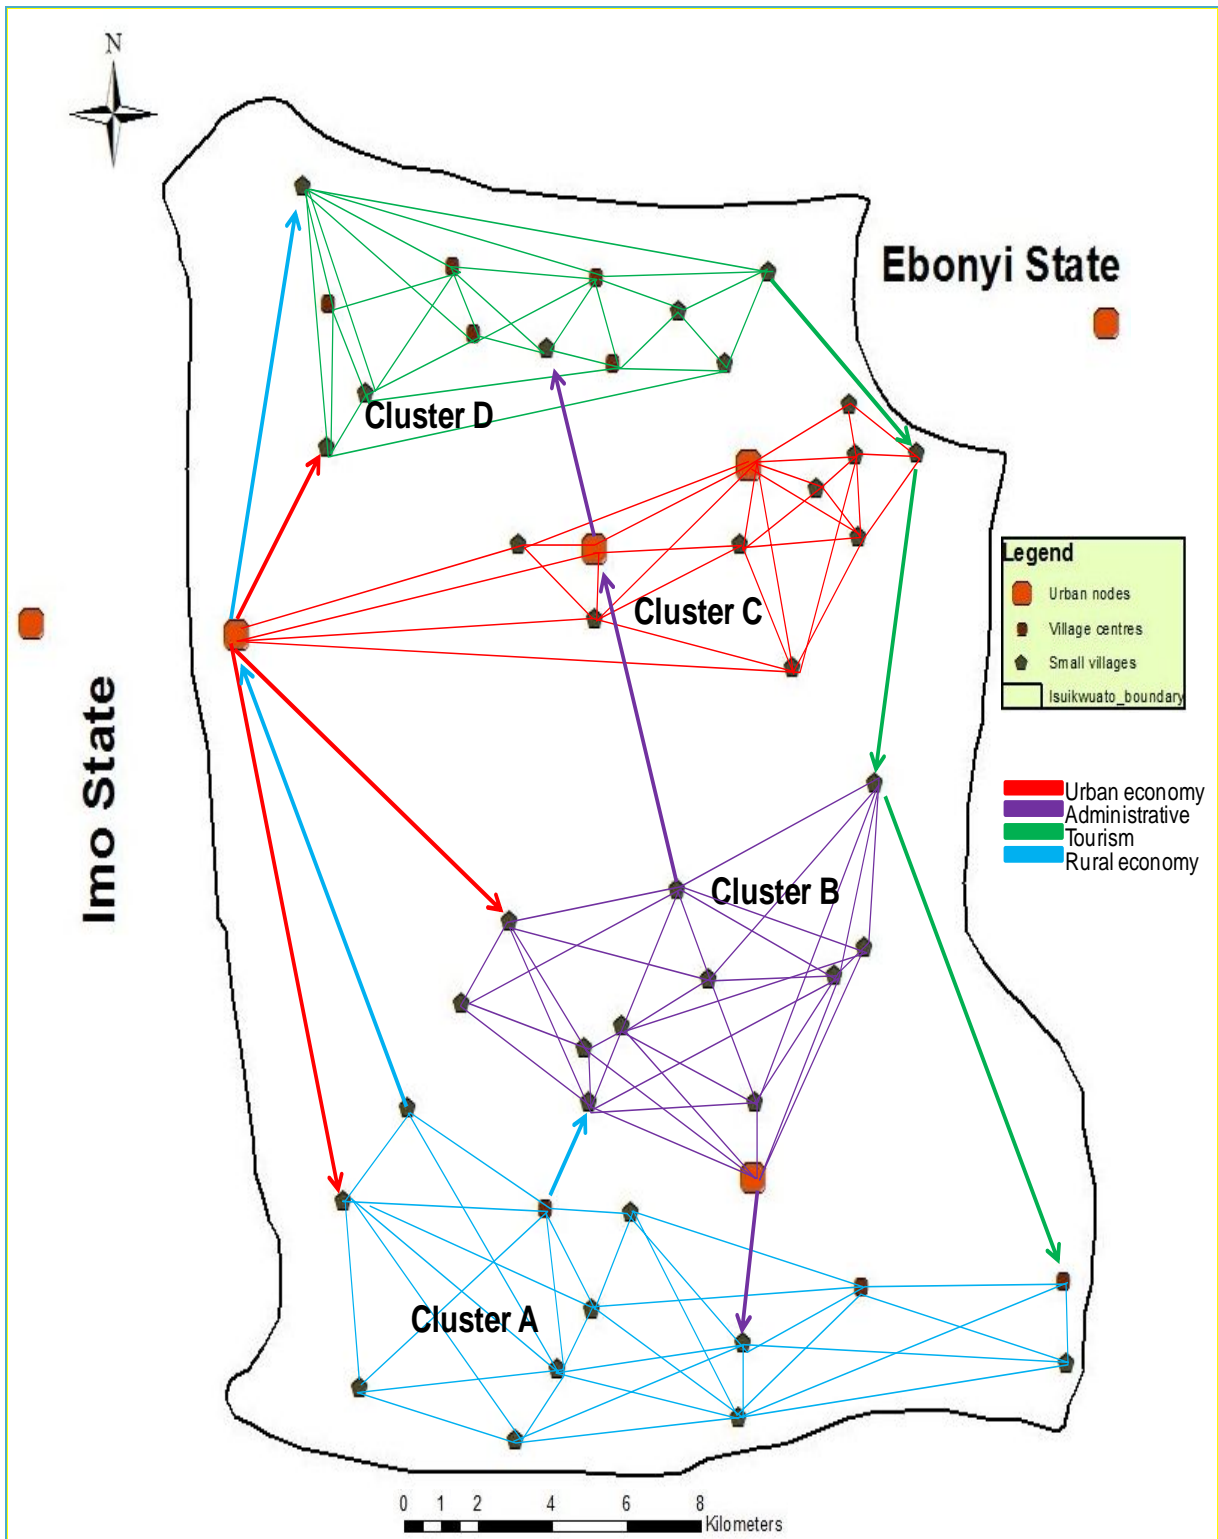 N
Ebonyi State
Cluster D
Cluster C
Legend
Urban nodes
Village centres
Small villages
Isuikwuato_boundary
Imo State
Urban economy
Administrative
Tourism
Rural economy
Cluster B
Cluster A
0 1 2 4 6 8
Kilometers